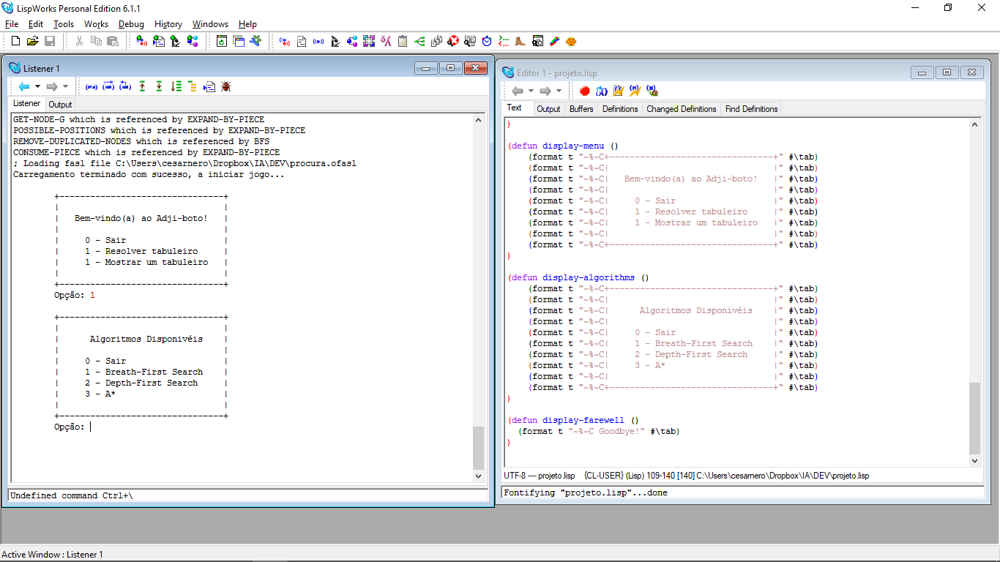 LispWorks Personal Edition 6.1.1
File Edit Tools Works Debug History Windows Help
Listener 1
Listener Output
GET-NODE-G which is referenced by EXPAND-BY-PIECE
POSSIBLE-POSITIONS which is referenced by EXPAND-BY-PIECE
REMOVE-DUPLICATED-NODES which is referenced by BFS
CONSUME-PIECE which is referenced by EXPAND-BY-PIECE
; Loading fasl file C:\Users\cesarnero\Dropbox\IA\DEV\procura.ofasl
Carregamento terminado com sucesso, a iniciar jogo...
+--------------------------------+
|                                |
|   Bem-vindo(a) ao Adji-boto!   |
|                                |
|     0 - Sair                   |
|     1 - Resolver tabuleiro     |
|     1 - Mostrar um tabuleiro   |
|                                |
+--------------------------------+
Opção: 1
+--------------------------------+
|                                |
|      Algoritmos Disponivéis    |
|                                |
|     0 - Sair                   |
|     1 - Breath-First Search    |
|     2 - Depth-First Search     |
|     3 - A*                     |
|                                |
+--------------------------------+
Opção:
Undefined command Ctrl+\
Editor 1 - projeto.lisp
Text Output Buffers Definitions Changed Definitions Find Definitions
)
(defun display-menu ()
    (format t "~%~C+--------------------------------+" #\tab)
    (format t "~%~C|                                |" #\tab)
    (format t "~%~C|   Bem-vindo(a) ao Adji-boto!   |" #\tab)
    (format t "~%~C|                                |" #\tab)
    (format t "~%~C|     0 - Sair                   |" #\tab)
    (format t "~%~C|     1 - Resolver tabuleiro     |" #\tab)
    (format t "~%~C|     1 - Mostrar um tabuleiro   |" #\tab)
    (format t "~%~C|                                |" #\tab)
    (format t "~%~C+--------------------------------+" #\tab)
)
(defun display-algorithms ()
    (format t "~%~C+--------------------------------+" #\tab)
    (format t "~%~C|                                |" #\tab)
    (format t "~%~C|      Algoritmos Disponivéis    |" #\tab)
    (format t "~%~C|                                |" #\tab)
    (format t "~%~C|     0 - Sair                   |" #\tab)
    (format t "~%~C|     1 - Breath-First Search    |" #\tab)
    (format t "~%~C|     2 - Depth-First Search     |" #\tab)
    (format t "~%~C|     3 - A*                     |" #\tab)
    (format t "~%~C|                                |" #\tab)
    (format t "~%~C+--------------------------------+" #\tab)
)
(defun display-farewell ()
  (format t "~%~C Goodbye!" #\tab)
)
UTF-8 ---- projeto.lisp {CL-USER} (Lisp) 109-140 [140] C:\Users\cesarnero\Dropbox\IA\DEV\projeto.lisp
Fontifying "projeto.lisp"...done
Active Window : Listener 1